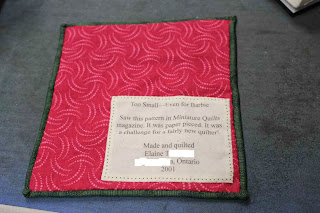 Too Small—Even for Barbie
Saw this pattern in Miniature Quilts
magazine. It was paper pieced. It was
a challenge for a fairly new quilter!
Made and quilted
Elaine
Ontario
2001